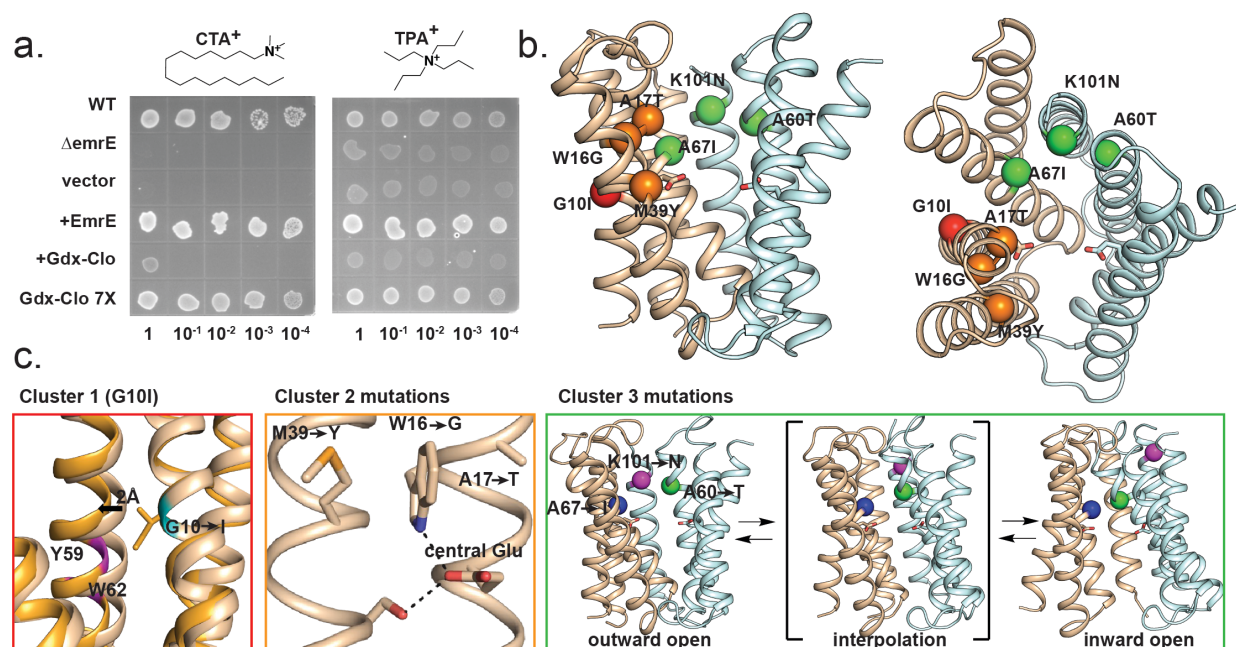 a.
CTA+
N+
TPA+
N+
WT
ΔemrE
vector
+EmrE
+Gdx-Clo
Gdx-Clo 7X
1 10-1 10-2 10-3 10-4
1 10-1 10-2 10-3 10-4
b.
K101N
A17T
A60T
W16G
A67I
G10I
M39Y
K101N
A60T
A67I
G10I
A17T
W16G
M39Y
c.
Cluster 1 (G10I)
2Å
G10→I
Y59
W62
Cluster 2 mutations
W16→G
M39→Y
A17→T
central Glu
Cluster 3 mutations
K101→N
A60→T
A67→I
outward open
interpolation
inward open